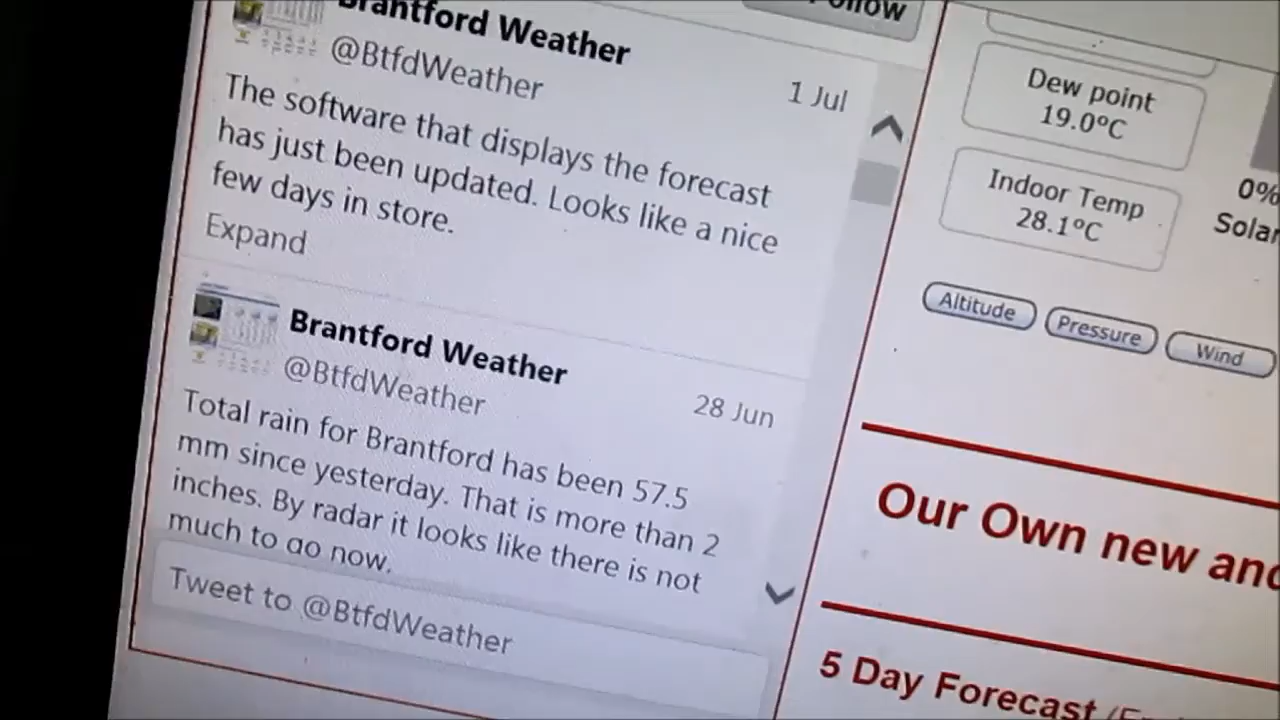 Follow
Brantford Weather
@BtfdWeather
1 Jul
The software that displays the forecast
has just been updated. Looks like a nice
few days in store.
Expand
Brantford Weather
@BtfdWeather
28 Jun
Total rain for Brantford has been 57.5
mm since yesterday. That is more than 2
inches. By radar it looks like there is not
much to go now.
Tweet to @BtfdWeather
Dew point
19.0°C
Indoor Temp
28.1°C
0%
Solar
Altitude
Pressure
Wind
Our Own new and
5 Day Forecast